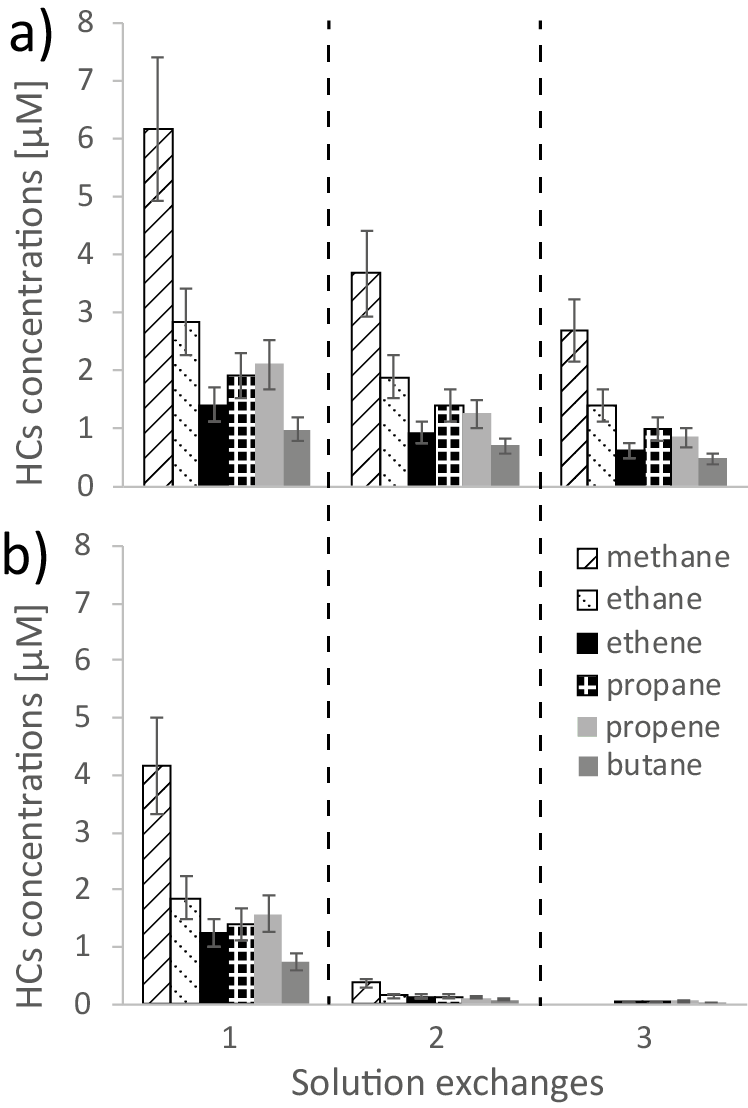 a)
HCs concentrations [µM]
8
7
6
5
4
3
2
1
0
b)
HCs concentrations [µM]
8
7
6
5
4
3
2
1
0
methane
ethane
ethene
propane
propene
butane
1 2 3
Solution exchanges